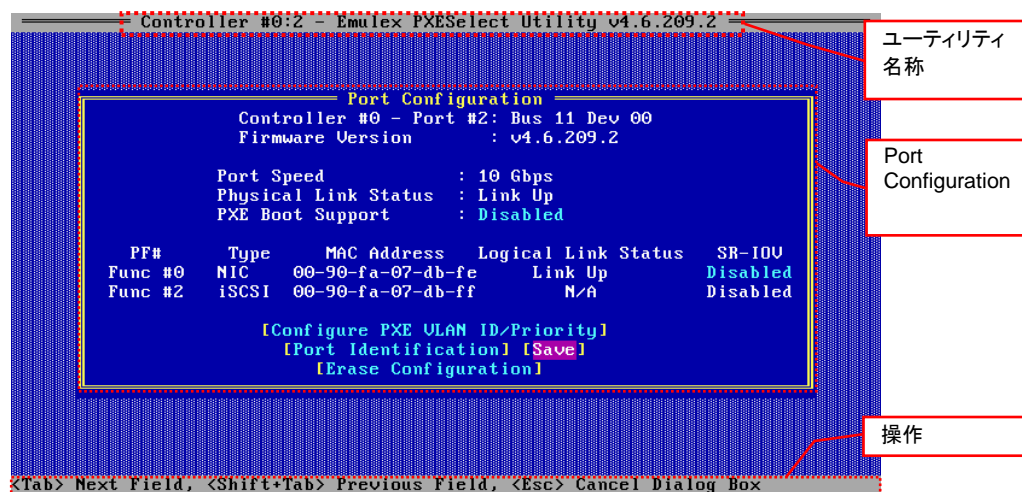 Controller #0:2 - Emulex PXESelect Utility v4.6.209.2
ユーティリティ
名称
Port Configuration
Controller #0 - Port #2: Bus 11 Dev 00
Firmware Version : v4.6.209.2
Port Speed : 10 Gbps
Physical Link Status : Link Up
PXE Boot Support : Disabled
Port
Configuration
PF# Type MAC Address Logical Link Status SR-IOV
Func #0 NIC 00-90-fa-07-db-fe Link Up Disabled
Func #2 iSCSI 00-90-fa-07-db-ff N/A Disabled
[Configure PXE VLAN ID/Priority]
[Port Identification] [Save]
[Erase Configuration]
操作
<Tab> Next Field, <Shift+Tab> Previous Field, <Esc> Cancel Dialog Box